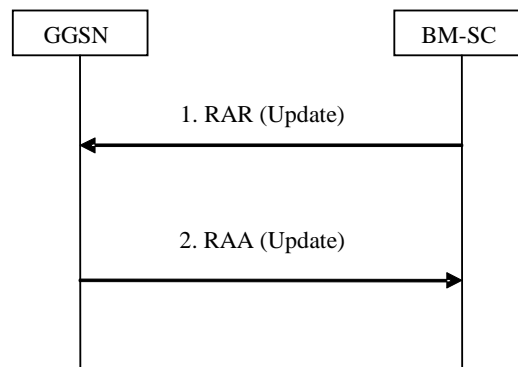 GGSN
BM-SC
1. RAR (Update)
2. RAA (Update)